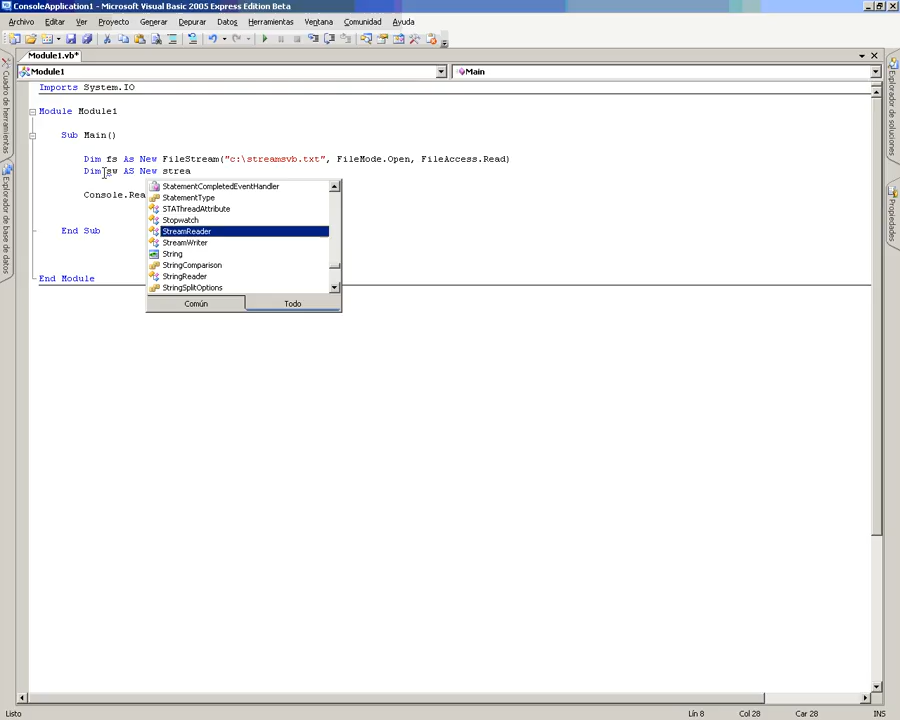 ConsoleApplication1 - Microsoft Visual Basic 2005 Express Edition Beta
Archivo Editar Ver Proyecto Generar Depurar Datos Herramientas Ventana Comunidad Ayuda
Module1.vb*
Module1 Main
Cuadro de herramientas
Explorador de base de datos
Imports System.IO
Module Module1
Sub Main()
Dim fs As New FileStream("c:\streamsvb.txt", FileMode.Open, FileAccess.Read)
Dim sw AS New strea
Console.Rea
End Sub
End Module
StatementCompletedEventHandler
StatementType
STAThreadAttribute
Stopwatch
StreamReader
StreamWriter
String
StringComparison
StringReader
StringSplitOptions
Común Todo
Explorador de soluciones
Propiedades
Listo Lín 8 Col 28 Car 28 INS